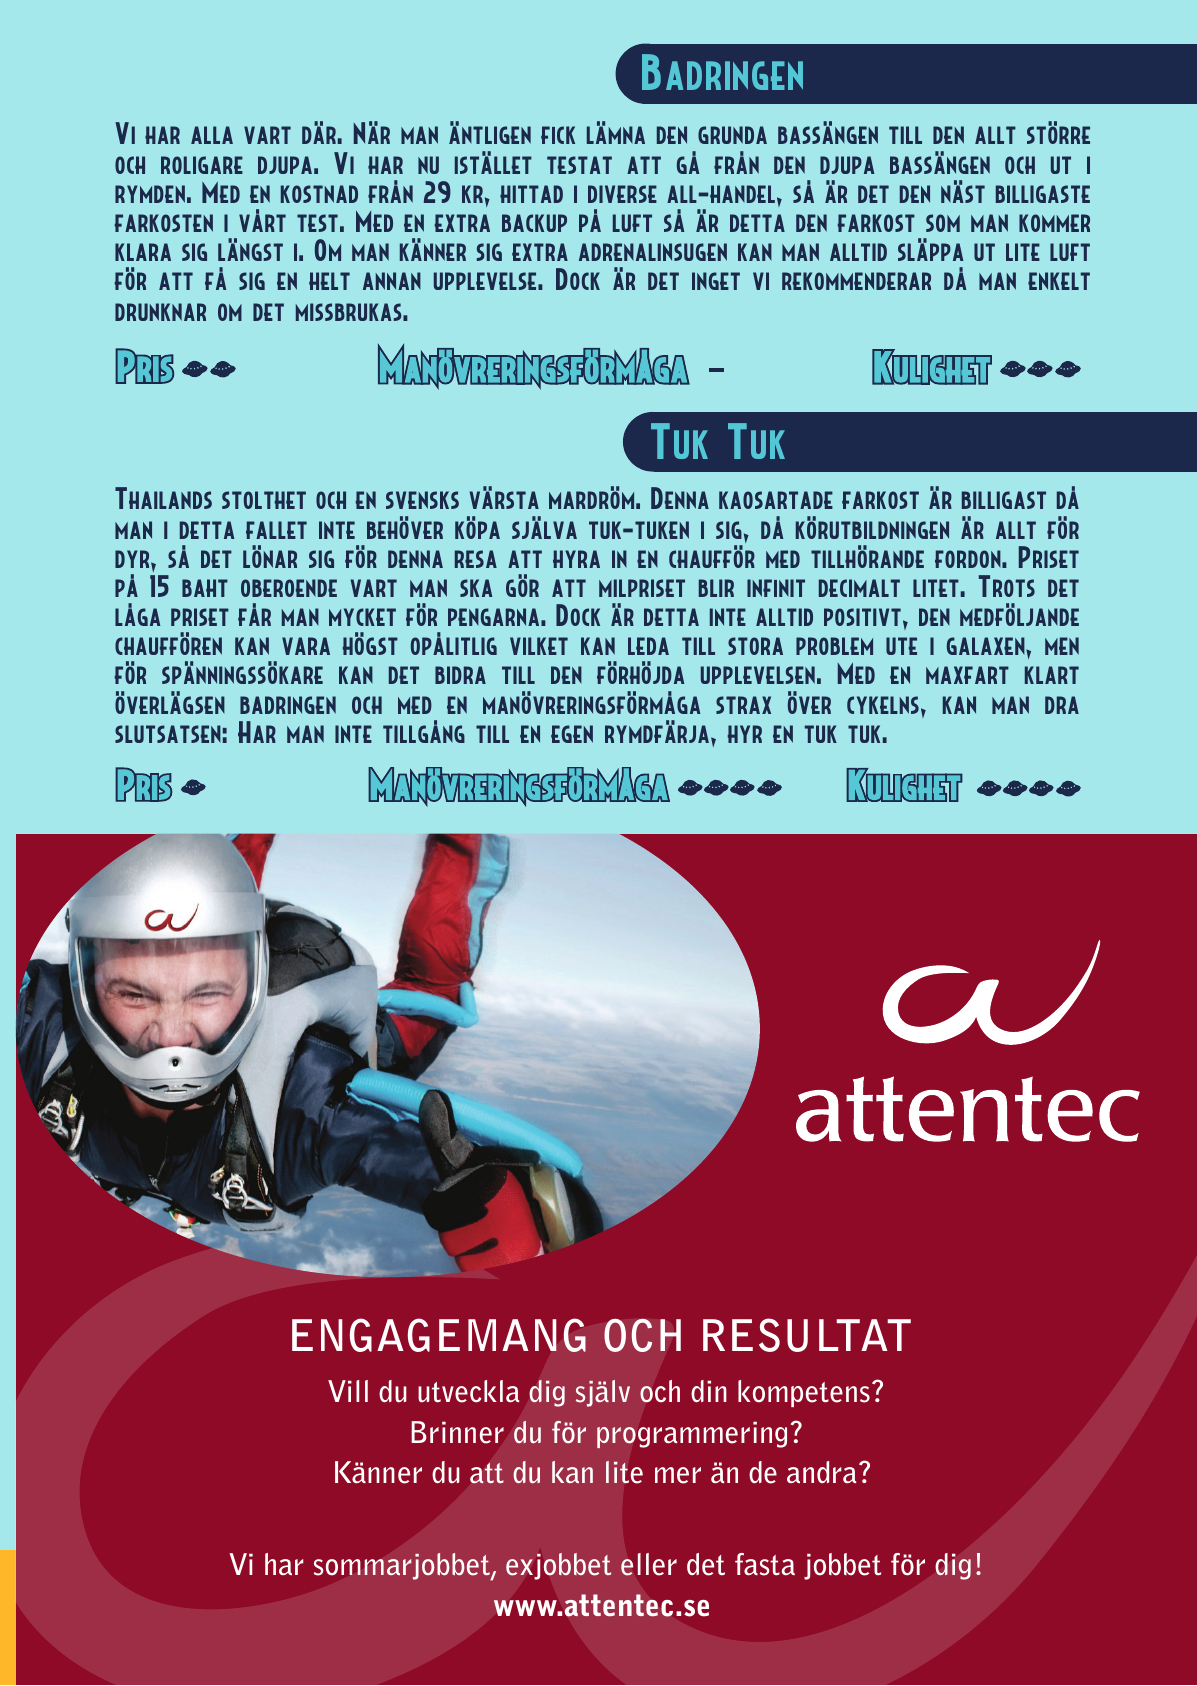 Badringen
Vi har alla vart där. När man äntligen fick lämna den grunda bassängen till den allt större
och roligare djupa. Vi har nu istället testat att gå från den djupa bassängen och ut i
rymden. Med en kostnad från 29 kr, hittad i diverse all-handel, så är det den näst billigaste
farkosten i vårt test. Med en extra backup på luft så är detta den farkost som man kommer
klara sig längst i. Om man känner sig extra adrenalinsugen kan man alltid släppa ut lite luft
för att få sig en helt annan upplevelse. Dock är det inget vi rekommenderar då man enkelt
drunknar om det missbrukas.
Pris Manövreringsförmåga – Kulighet
Tuk Tuk
Thailands stolthet och en svensks värsta mardröm. Denna kaosartade farkost är billigast då
man i detta fallet inte behöver köpa själva tuk-tuken i sig, då körutbildningen är allt för
dyr, så det lönar sig för denna resa att hyra in en chaufför med tillhörande fordon. Priset
på 15 baht oberoende vart man ska gör att milpriset blir infinit decimalt litet. Trots det
låga priset får man mycket för pengarna. Dock är detta inte alltid positivt, den medföljande
chauffören kan vara högst opålitlig vilket kan leda till stora problem ute i galaxen, men
för spänningssökare kan det bidra till den förhöjda upplevelsen. Med en maxfart klart
överlägsen badringen och med en manövreringsförmåga strax över cykelns, kan man dra
slutsatsen: Har man inte tillgång till en egen rymdfärja, hyr en tuk tuk.
Pris Manövreringsförmåga Kulighet
attentec
ENGAGEMANG OCH RESULTAT
Vill du utveckla dig själv och din kompetens?
Brinner du för programmering?
Känner du att du kan lite mer än de andra?
Vi har sommarjobbet, exjobbet eller det fasta jobbet för dig!
www.attentec.se